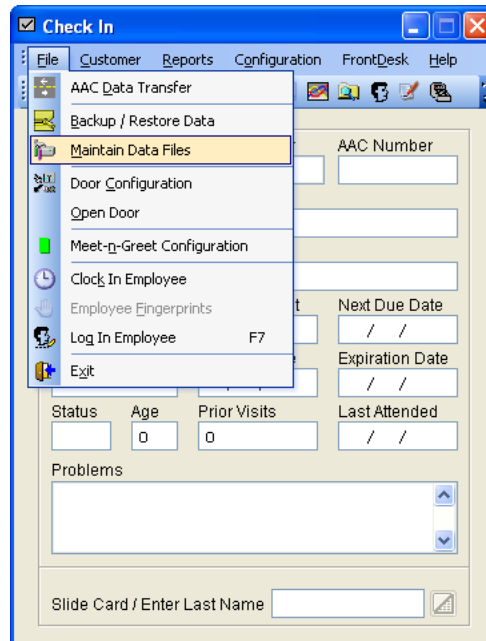 Check In
File Customer Reports Configuration FrontDesk Help
AAC Data Transfer
Backup / Restore Data
Maintain Data Files
AAC Number
Door Configuration
Open Door
Meet-n-Greet Configuration
Clock In Employee
Employee Fingerprints
Next Due Date
/ /
Log In Employee F7
Expiration Date
Exit
/ /
Status Age Prior Visits Last Attended
0 0 / /
Problems
Slide Card / Enter Last Name